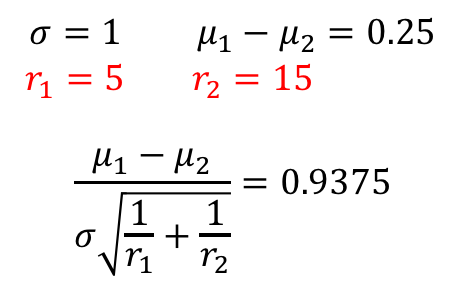 σ = 1 μ₁ − μ₂ = 0.25
r₁ = 5 r₂ = 15
μ₁ − μ₂
σ√(1/r₁ + 1/r₂) = 0.9375